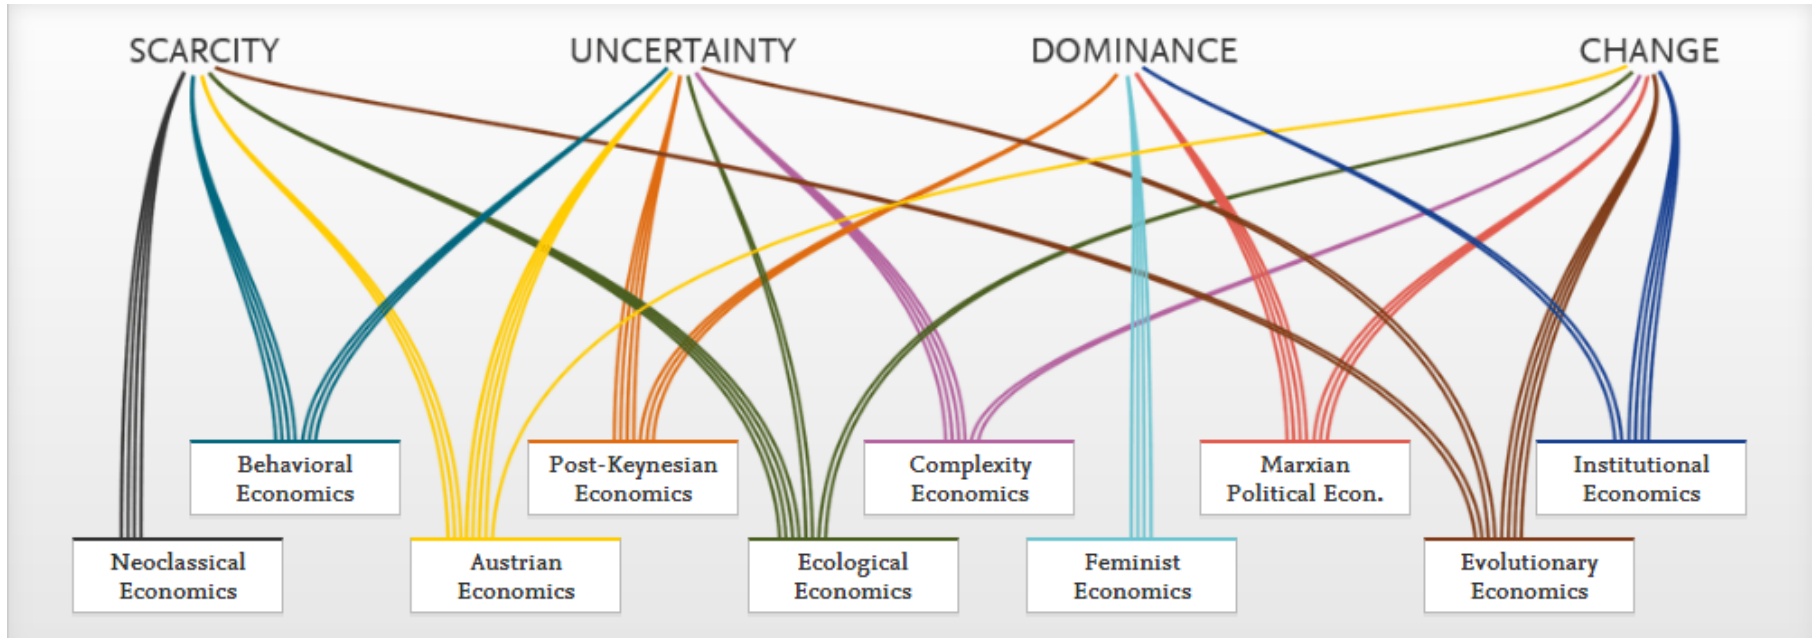 SCARCITY
UNCERTAINTY
DOMINANCE
CHANGE
Behavioral
Economics
Post-Keynesian
Economics
Complexity
Economics
Marxian
Political Econ.
Institutional
Economics
Neoclassical
Economics
Austrian
Economics
Ecological
Economics
Feminist
Economics
Evolutionary
Economics